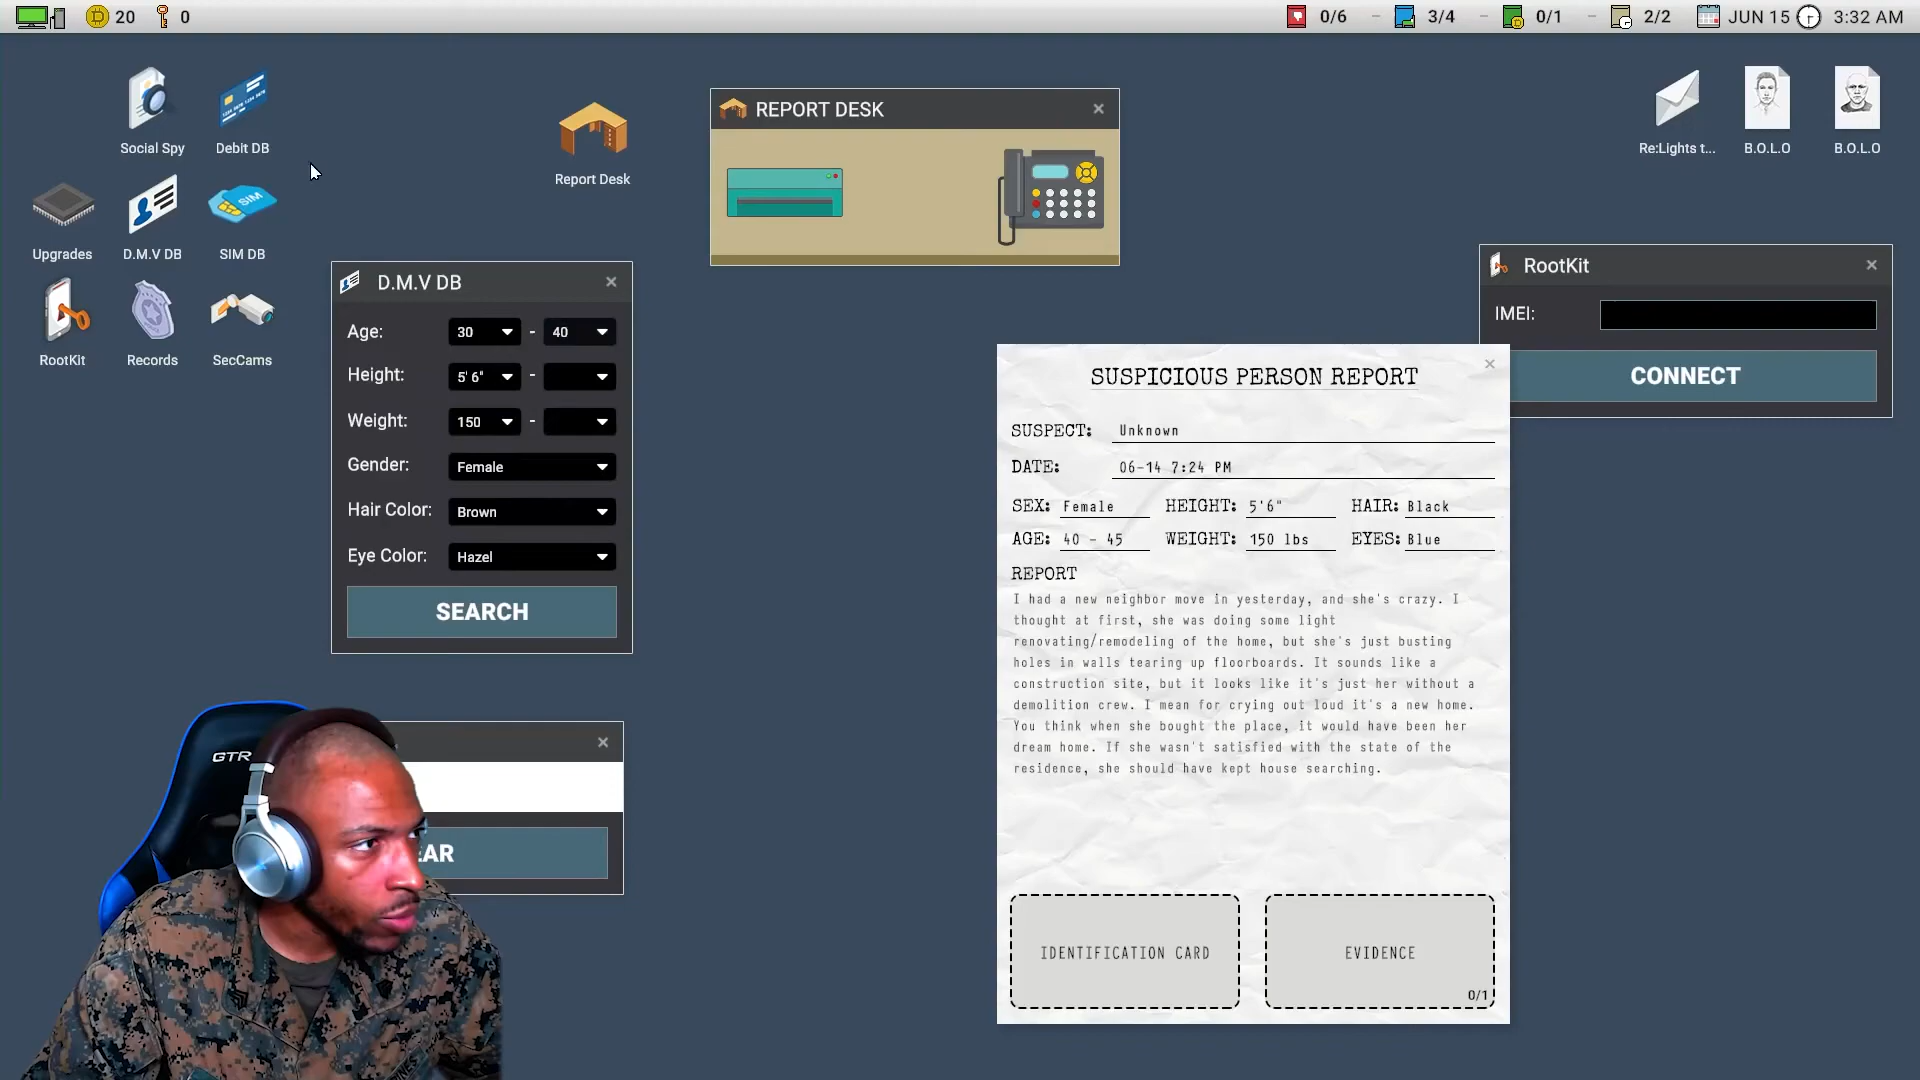 20 0 0/6 3/4 0/1 2/2 JUN 15 3:32 AM
Social Spy
Debit DB
Upgrades
D.M.V DB
SIM
SIM DB
RootKit
Records
SecCams
Report Desk
REPORT DESK
Re:Lights t...
B.O.L.O
B.O.L.O
D.M.V DB
Age: 30 - 40
Height: 5' 6" -
Weight: 150 -
Gender: Female
Hair Color: Brown
Eye Color: Hazel
SEARCH
RootKit
IMEI:
CONNECT
SUSPICIOUS PERSON REPORT
SUSPECT: Unknown
DATE: 06-14 7:24 PM
SEX: Female HEIGHT: 5'6" HAIR: Black
AGE: 40 - 45 WEIGHT: 150 lbs EYES: Blue
REPORT
I had a new neighbor move in yesterday, and she's crazy. I
thought at first, she was doing some light
renovating/remodeling of the home, but she's just busting
holes in walls tearing up floorboards. It sounds like a
construction site, but it looks like it's just her without a
demolition crew. I mean for crying out loud it's a new home.
You think when she bought the place, it would have been her
dream home. If she wasn't satisfied with the state of the
residence, she should have kept house searching.
IDENTIFICATION CARD
EVIDENCE
0/1
GTR
EAR